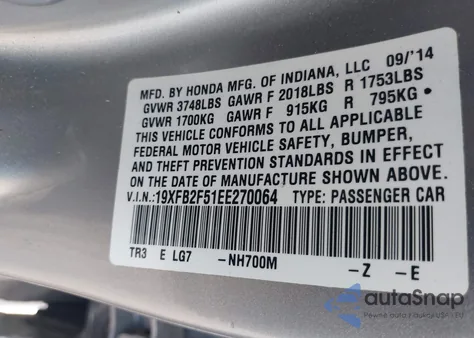 MFD. BY HONDA MFG. OF INDIANA, LLC 09/'14
GVWR 3748LBS GAWR F 2018LBS R 1753LBS
GVWR 1700KG GAWR F 915KG R 795KG
THIS VEHICLE CONFORMS TO ALL APPLICABLE
FEDERAL MOTOR VEHICLE SAFETY, BUMPER,
AND THEFT PREVENTION STANDARDS IN EFFECT
ON THE DATE OF MANUFACTURE SHOWN ABOVE.
V.I.N.:19XFB2F51EE270064 TYPE: PASSENGER CAR
TR3 E LG7 -NH700M -Z -E
autoSnap